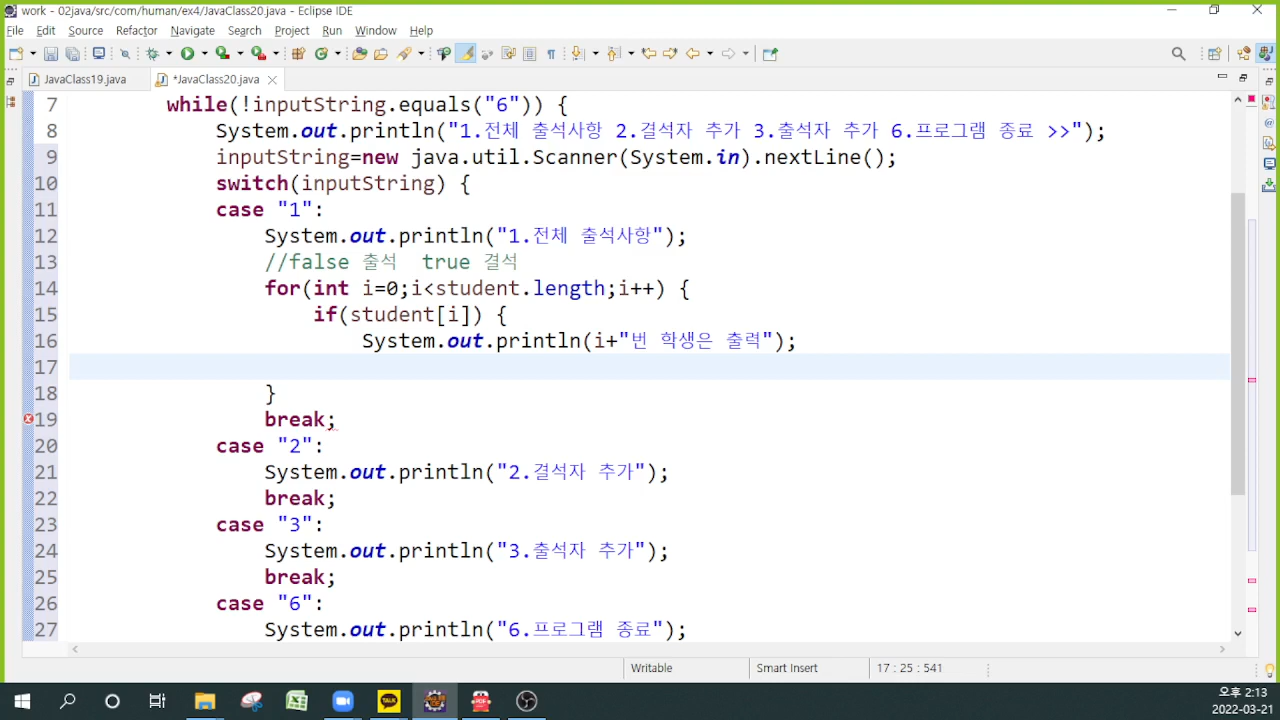 work - 02java/src/com/human/ex4/JavaClass20.java - Eclipse IDE
File Edit Source Refactor Navigate Search Project Run Window Help
JavaClass19.java *JavaClass20.java
7 while(!inputString.equals("6")) {
8 System.out.println("1.전체 출석사항 2.결석자 추가 3.출석자 추가 6.프로그램 종료 >>");
9 inputString=new java.util.Scanner(System.in).nextLine();
10 switch(inputString) {
11 case "1":
12 System.out.println("1.전체 출석사항");
13 //false 출석 true 결석
14 for(int i=0;i<student.length;i++) {
15 if(student[i]) {
16 System.out.println(i+"번 학생은 출력");
17
18 }
19 break;
20 case "2":
21 System.out.println("2.결석자 추가");
22 break;
23 case "3":
24 System.out.println("3.출석자 추가");
25 break;
26 case "6":
27 System.out.println("6.프로그램 종료");
Writable Smart Insert 17 : 25 : 541
TALK
PDF
오후 2:13
2022-03-21